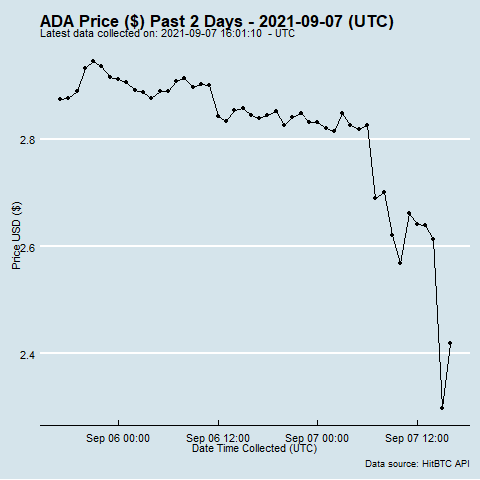 ADA Price ($) Past 2 Days - 2021-09-07 (UTC)
Latest data collected on: 2021-09-07 16:01:10  - UTC
Price USD ($)
2.8
2.6
2.4
Sep 06 00:00
Sep 06 12:00
Sep 07 00:00
Sep 07 12:00
Date Time Collected (UTC)
Data source: HitBTC API